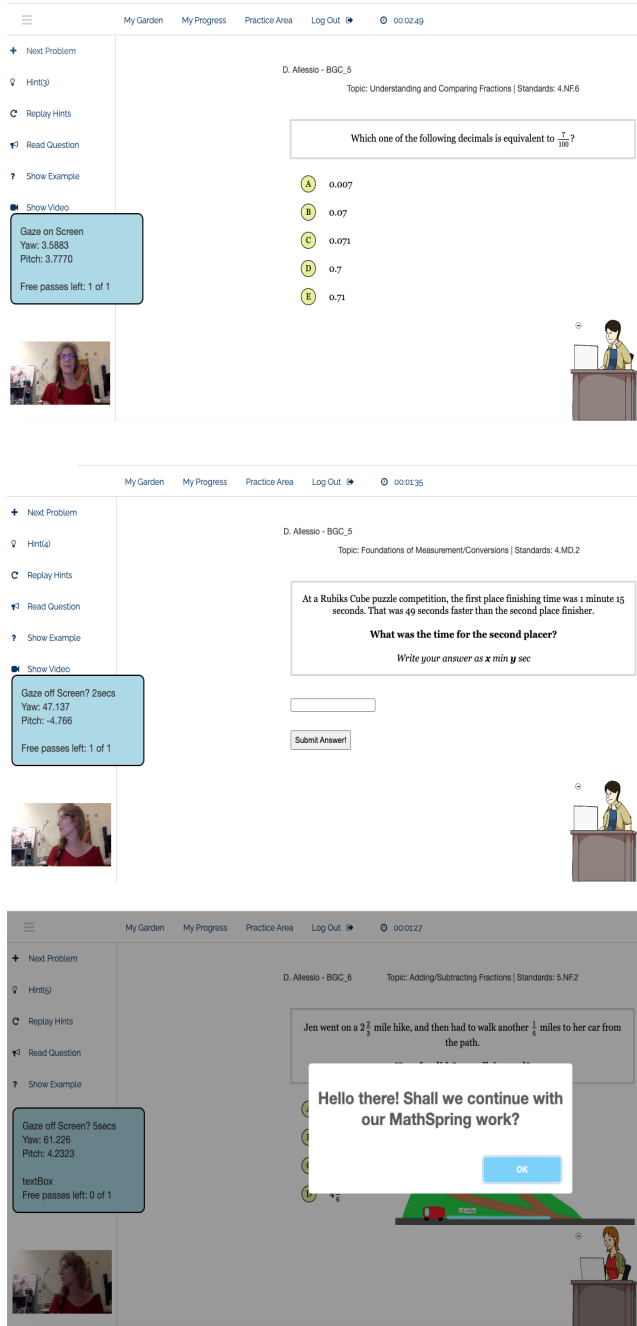 My Garden My Progress Practice Area Log Out 00:02:49
Next Problem
Hint(3)
Replay Hints
Read Question
? Show Example
Show Video
D. Allessio - BGC_5
Topic: Understanding and Comparing Fractions | Standards: 4.NF.6
Which one of the following decimals is equivalent to 7/100?
A 0.007
B 0.07
C 0.071
D 0.7
E 0.71
Gaze on Screen
Yaw: 3.5883
Pitch: 3.7770
Free passes left: 1 of 1
My Garden My Progress Practice Area Log Out 00:01:35
Next Problem
Hint(4)
Replay Hints
Read Question
? Show Example
Show Video
D. Allessio - BGC_5
Topic: Foundations of Measurement/Conversions | Standards: 4.MD.2
At a Rubiks Cube puzzle competition, the first place finishing time was 1 minute 15
seconds. That was 49 seconds faster than the second place finisher.
What was the time for the second placer?
Write your answer as x min y sec
Submit Answer!
Gaze off Screen? 2secs
Yaw: 47.137
Pitch: -4.766
Free passes left: 1 of 1
My Garden My Progress Practice Area Log Out 00:01:27
Next Problem
Hint(5)
Replay Hints
Read Question
? Show Example
D. Allessio - BGC_6 Topic: Adding/Subtracting Fractions | Standards: 5.NF.2
Jen went on a 2 2/3 mile hike, and then had to walk another 1/6 miles to her car from
the path.
Hello there! Shall we continue with
our MathSpring work?
OK
Gaze off Screen? 5secs
Yaw: 61.226
Pitch: 4.2323
textBox
Free passes left: 0 of 1